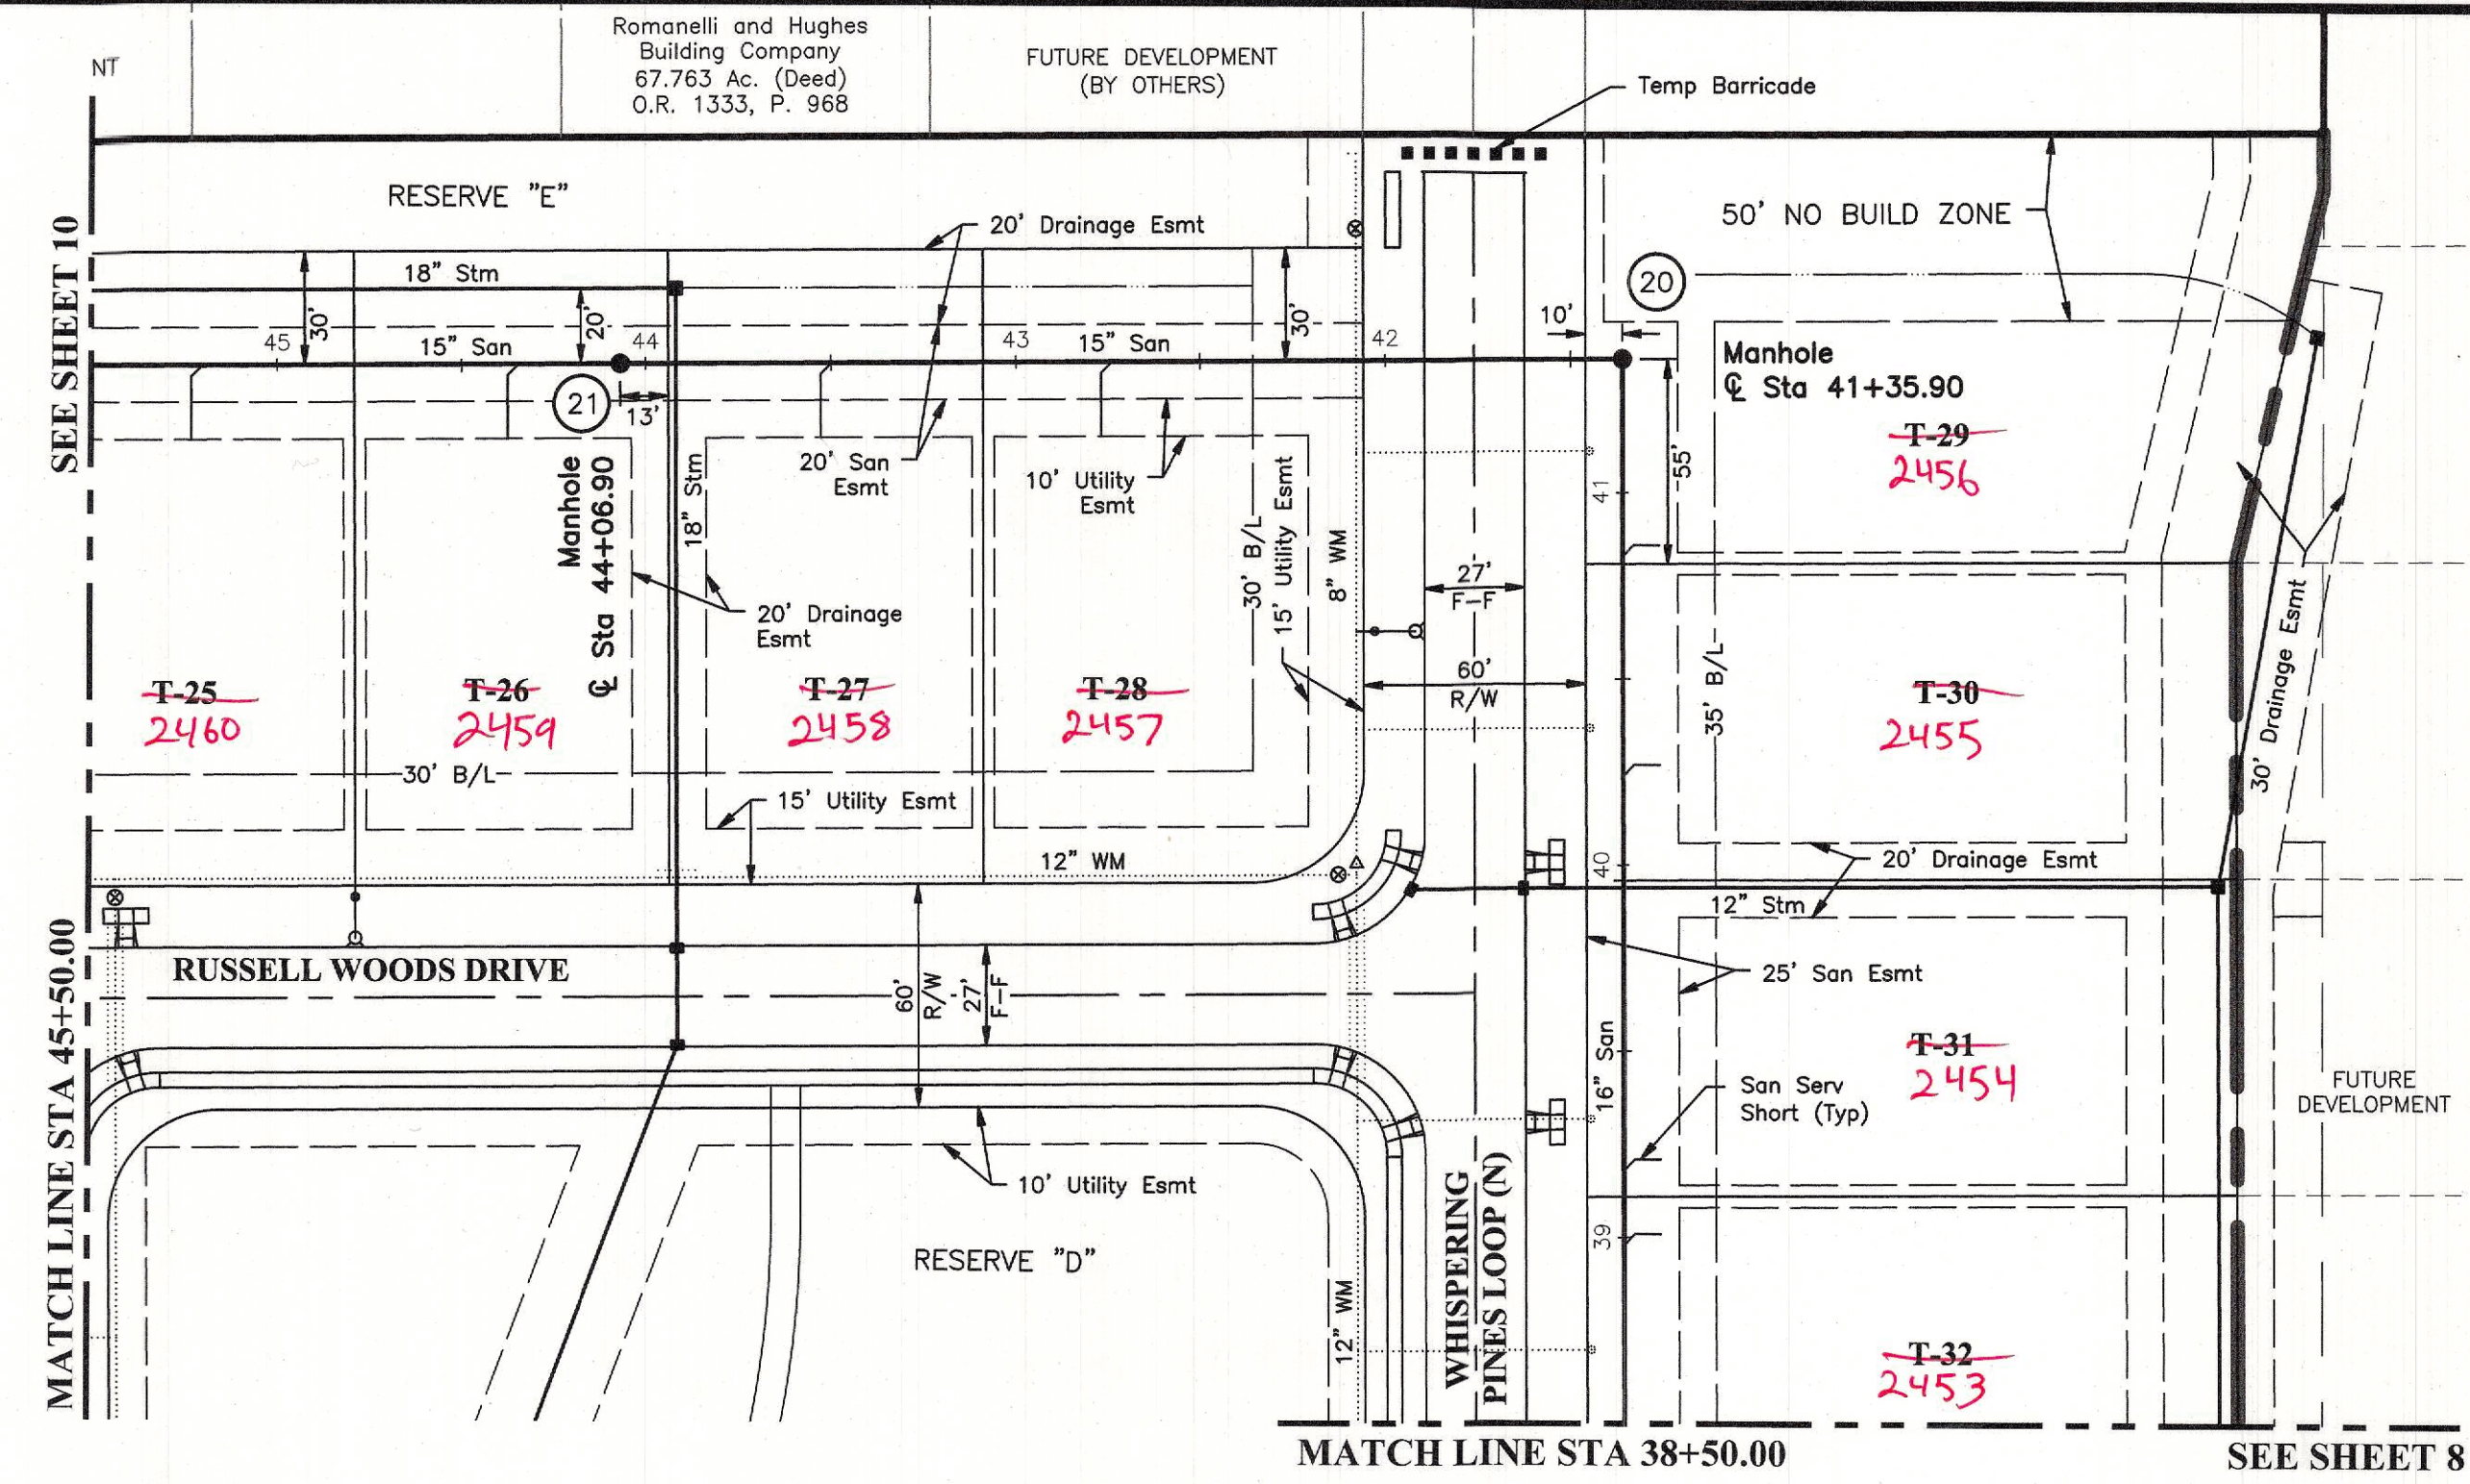 NT
Romanelli and Hughes
Building Company
67.763 Ac. (Deed)
O.R. 1333, P. 968
FUTURE DEVELOPMENT
(BY OTHERS)
Temp Barricade
RESERVE "E"
20' Drainage Esmt
50' NO BUILD ZONE
SEE SHEET 10
18" Stm
30'
20'
30'
10'
20
45
15" San
44
43
15" San
42
Manhole
℄ Sta 41+35.90
21
13'
T-29
2456
20' San
Esmt
10' Utility
Esmt
Manhole
℄ Sta 44+06.90
18" Stm
30' B/L
15' Utility Esmt
8" WM
41
55'
27'
F-F
20' Drainage
Esmt
60'
R/W
35' B/L
30' Drainage Esmt
T-25
2460
T-26
2459
T-27
2458
T-28
2457
T-30
2455
30' B/L
15' Utility Esmt
12" WM
40
20' Drainage Esmt
12" Stm
RUSSELL WOODS DRIVE
60'
R/W
27'
F-F
25' San Esmt
MATCH LINE STA 45+50.00
16" San
T-31
2454
San Serv
Short (Typ)
FUTURE
DEVELOPMENT
10' Utility Esmt
RESERVE "D"
39
12" WM
WHISPERING
PINES LOOP (N)
T-32
2453
MATCH LINE STA 38+50.00
SEE SHEET 8